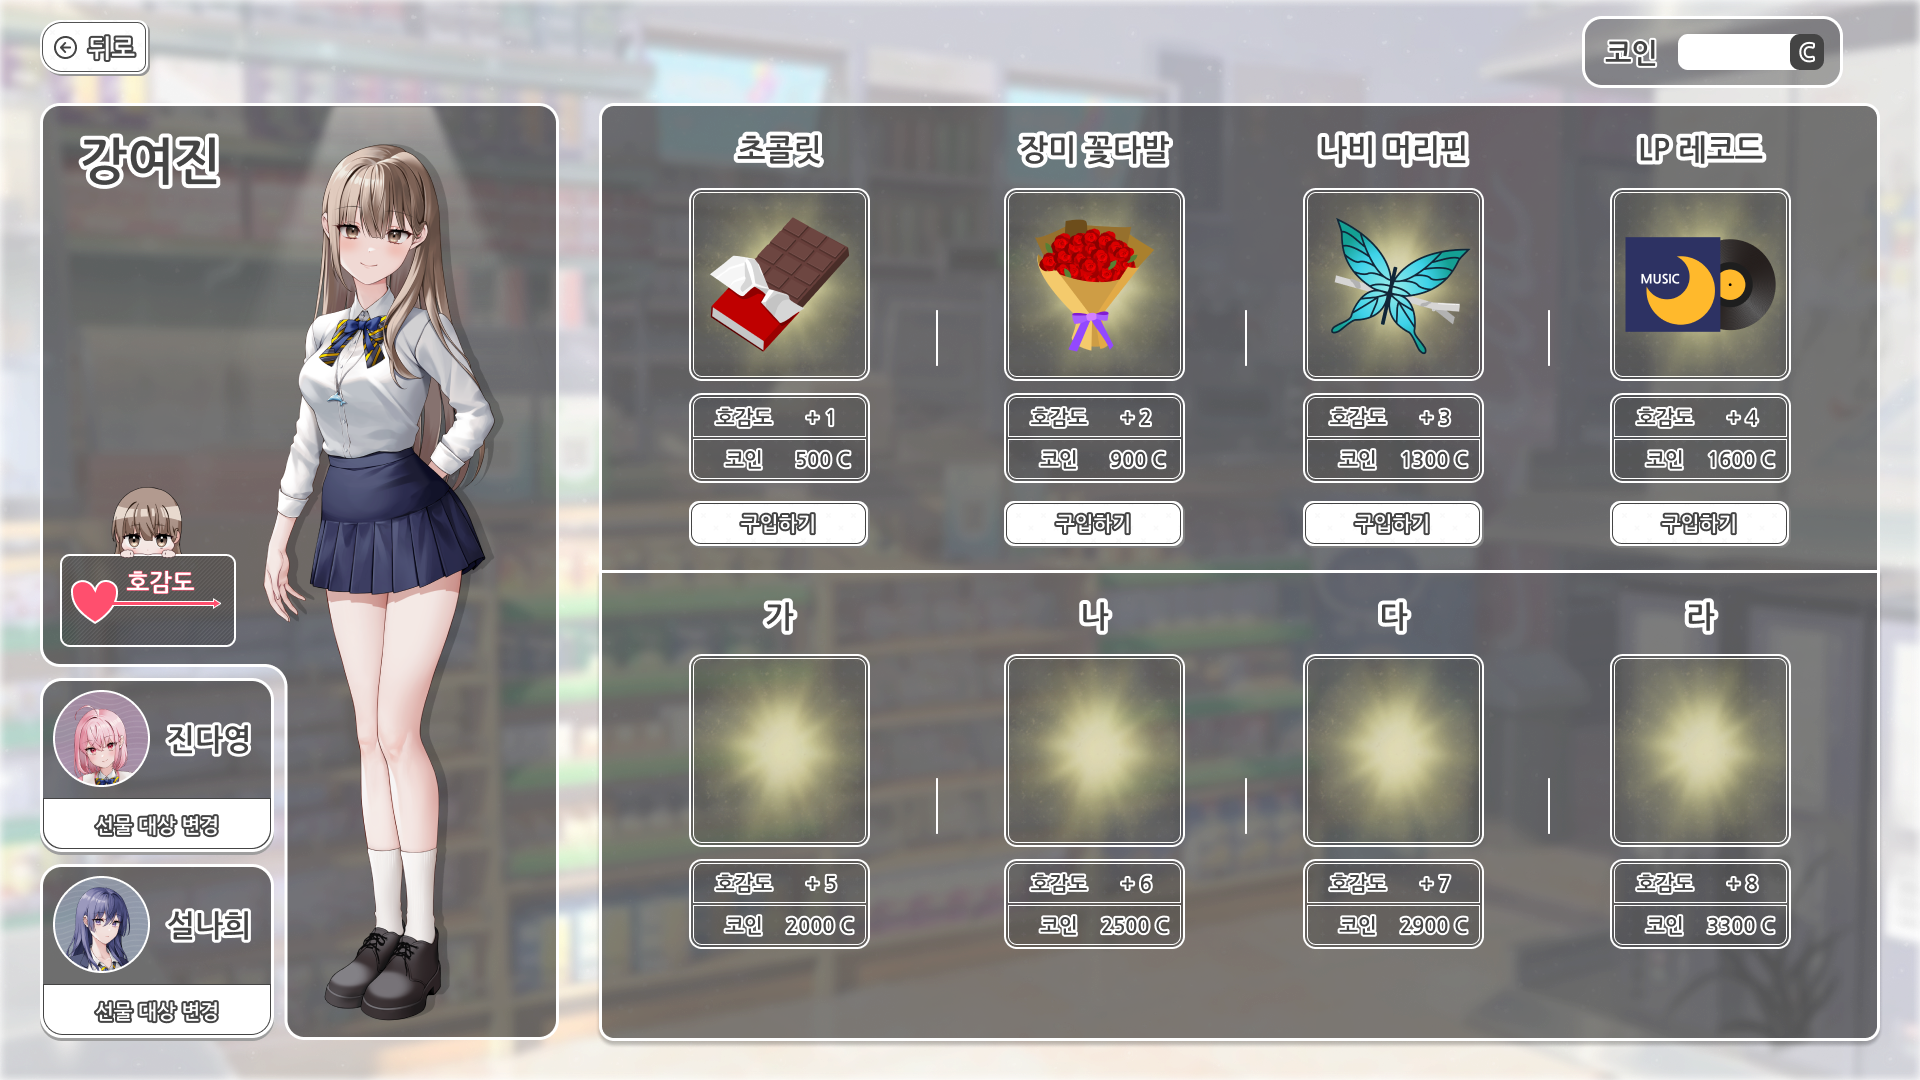 뒤로
코인 C
강여진
호감도
진다영
선물 대상 변경
설나희
선물 대상 변경
초콜릿
장미 꽃다발
나비 머리핀
LP 레코드
MUSIC
호감도 + 1
코인 500 C
구입하기
호감도 + 2
코인 900 C
구입하기
호감도 + 3
코인 1300 C
구입하기
호감도 + 4
코인 1600 C
구입하기
가
나
다
라
호감도 + 5
코인 2000 C
호감도 + 6
코인 2500 C
호감도 + 7
코인 2900 C
호감도 + 8
코인 3300 C